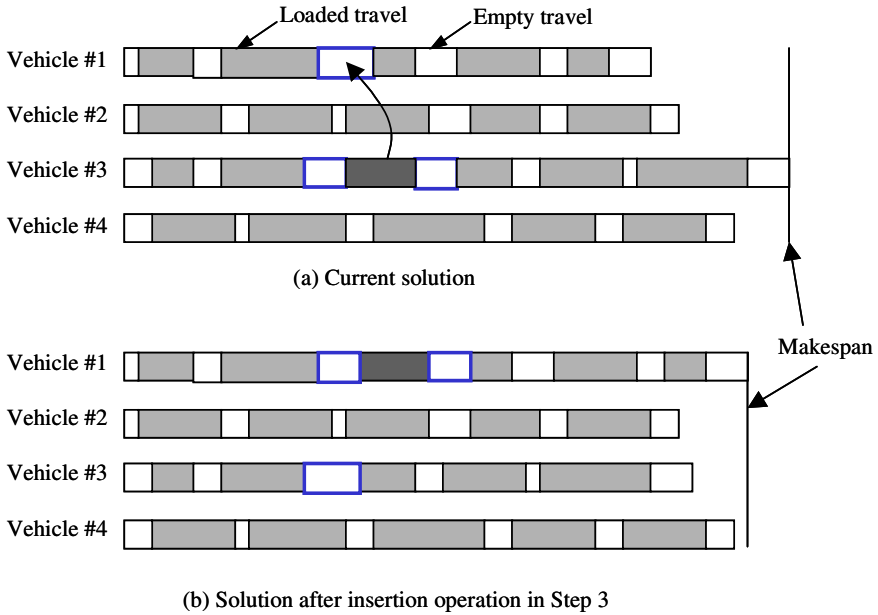 Loaded travel
Empty travel
Vehicle #1
Vehicle #2
Vehicle #3
Vehicle #4
(a) Current solution
Makespan
Vehicle #1
Vehicle #2
Vehicle #3
Vehicle #4
(b) Solution after insertion operation in Step 3